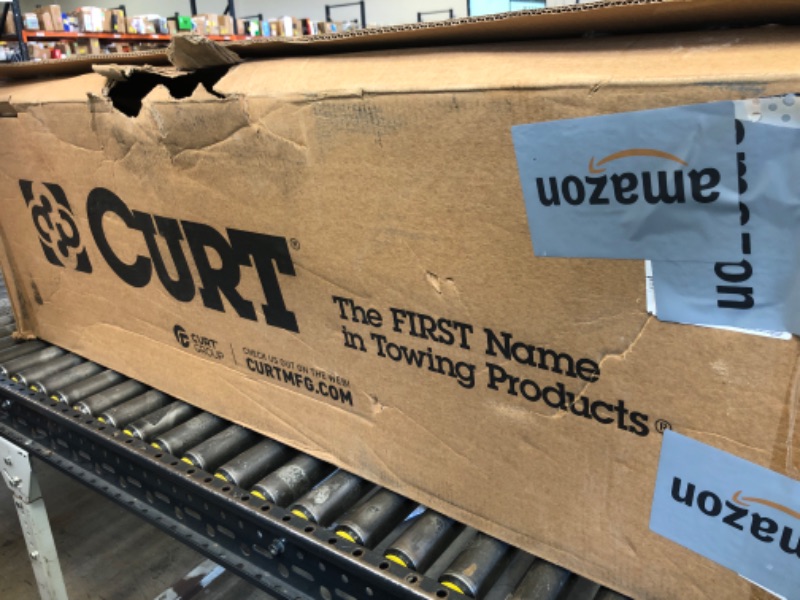 CURT®
The FIRST Name
in Towing Products®
CURT
GROUP
CHECK US OUT ON THE WEB!
CURTMFG.COM
amazon
amazon